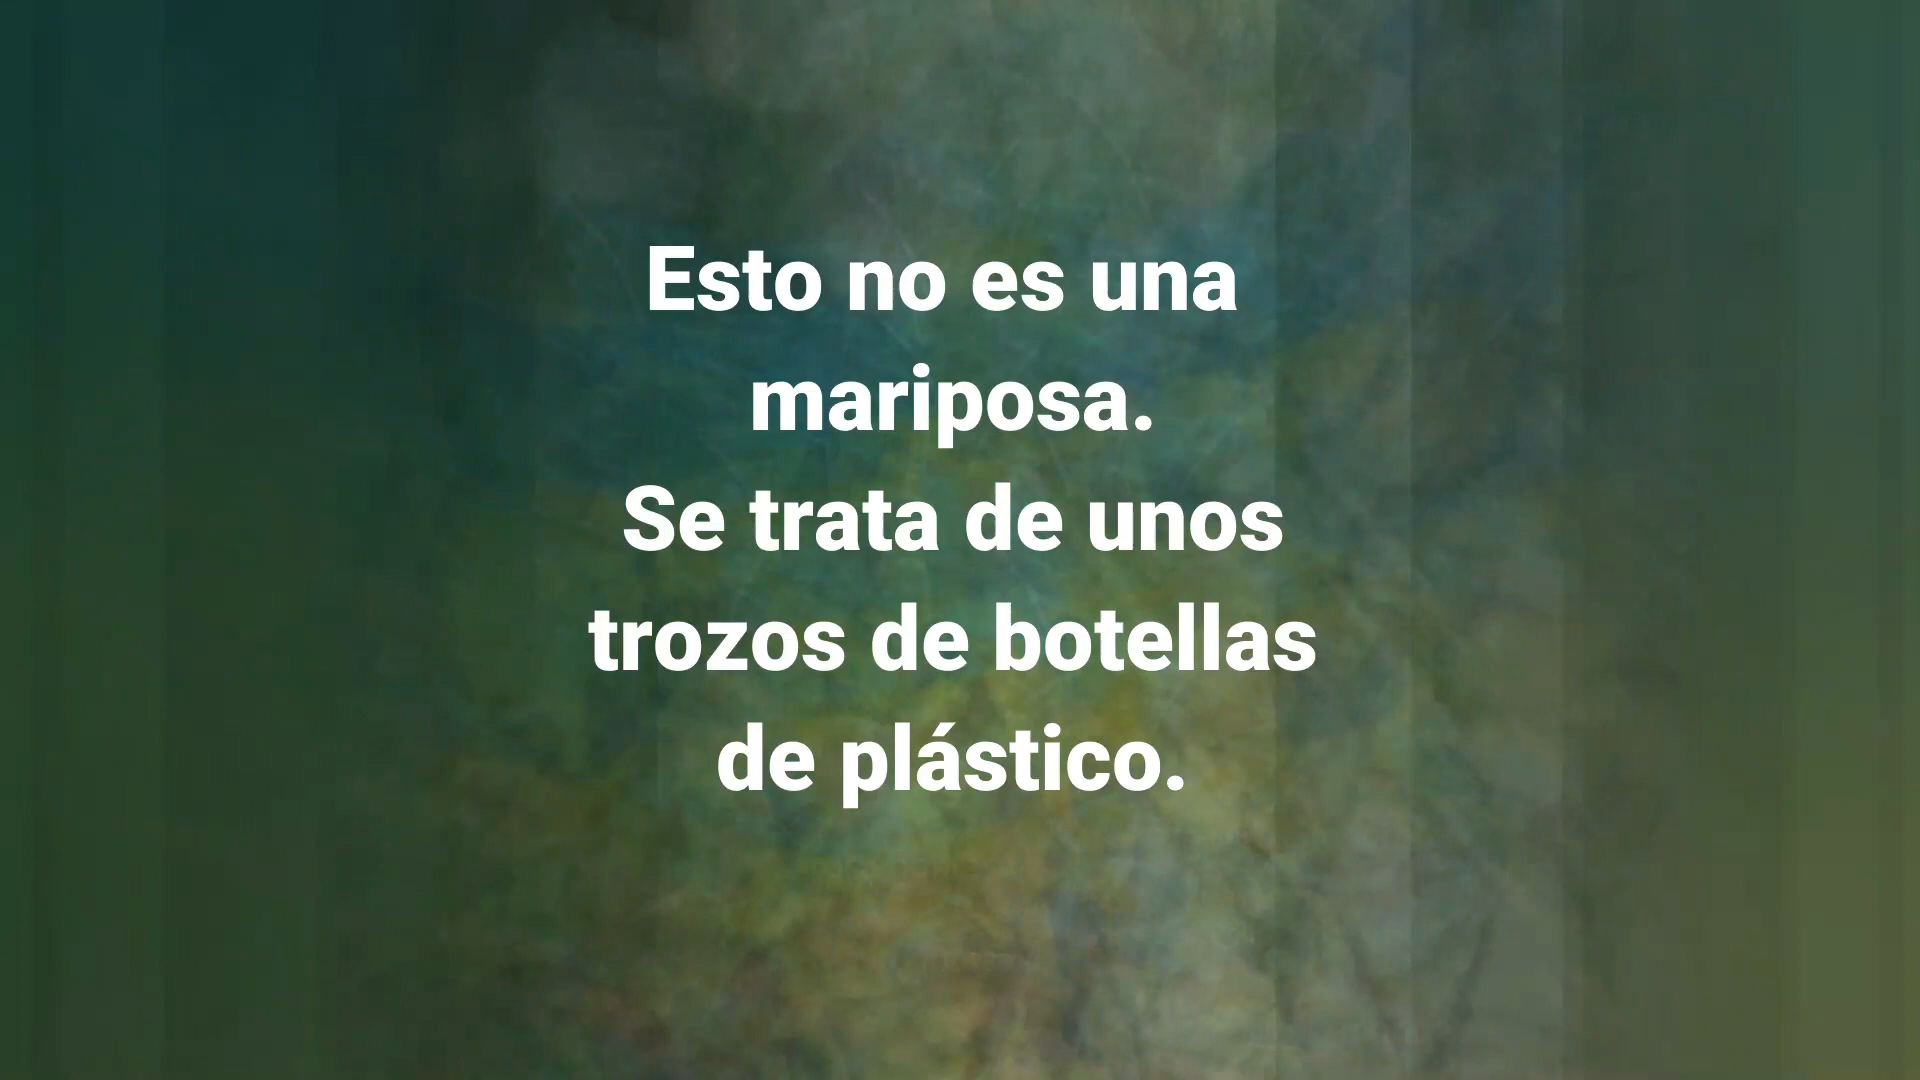 Esto no es una
mariposa.
Se trata de unos
trozos de botellas
de plástico.